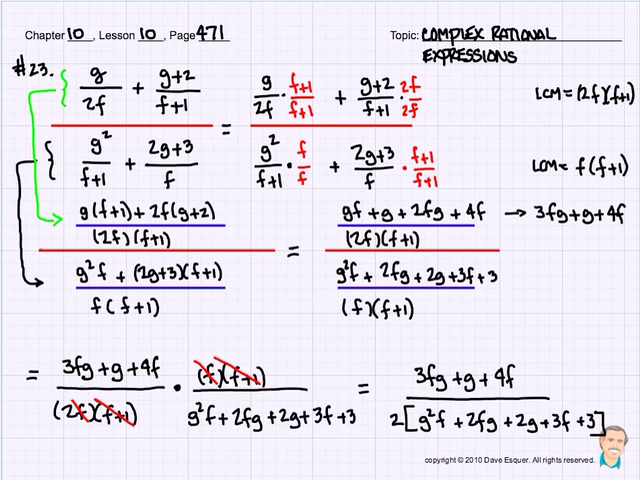 Chapter 10, Lesson 10, Page 471 Topic: COMPLEX RATIONAL
EXPRESSIONS
#23. { g/2f + (g+2)/(f+1) = g/2f · (f+1)/(f+1) + (g+2)/(f+1) · 2f/2f LCM = (2f)(f+1)
{ g²/(f+1) + (2g+3)/f g²/(f+1) · f/f + (2g+3)/f · (f+1)/(f+1) LCM = f(f+1)
g(f+1) + 2f(g+2) gf + g + 2fg + 4f → 3fg + g + 4f
(2f)(f+1) = (2f)(f+1)
g²f + (2g+3)(f+1) g²f + 2fg + 2g + 3f + 3
f(f+1) (f)(f+1)
= 3fg + g + 4f · (f)(f+1) = 3fg + g + 4f
(2f)(f+1) g²f + 2fg + 2g + 3f + 3 2[g²f + 2fg + 2g + 3f + 3]
copyright © 2010 Dave Esquer. All rights reserved.